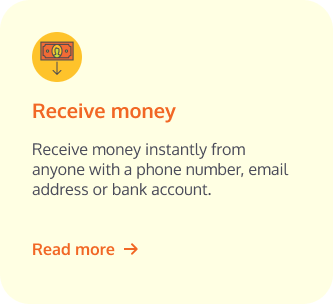 Receive money
Receive money instantly from
anyone with a phone number, email
address or bank account.
Read more →